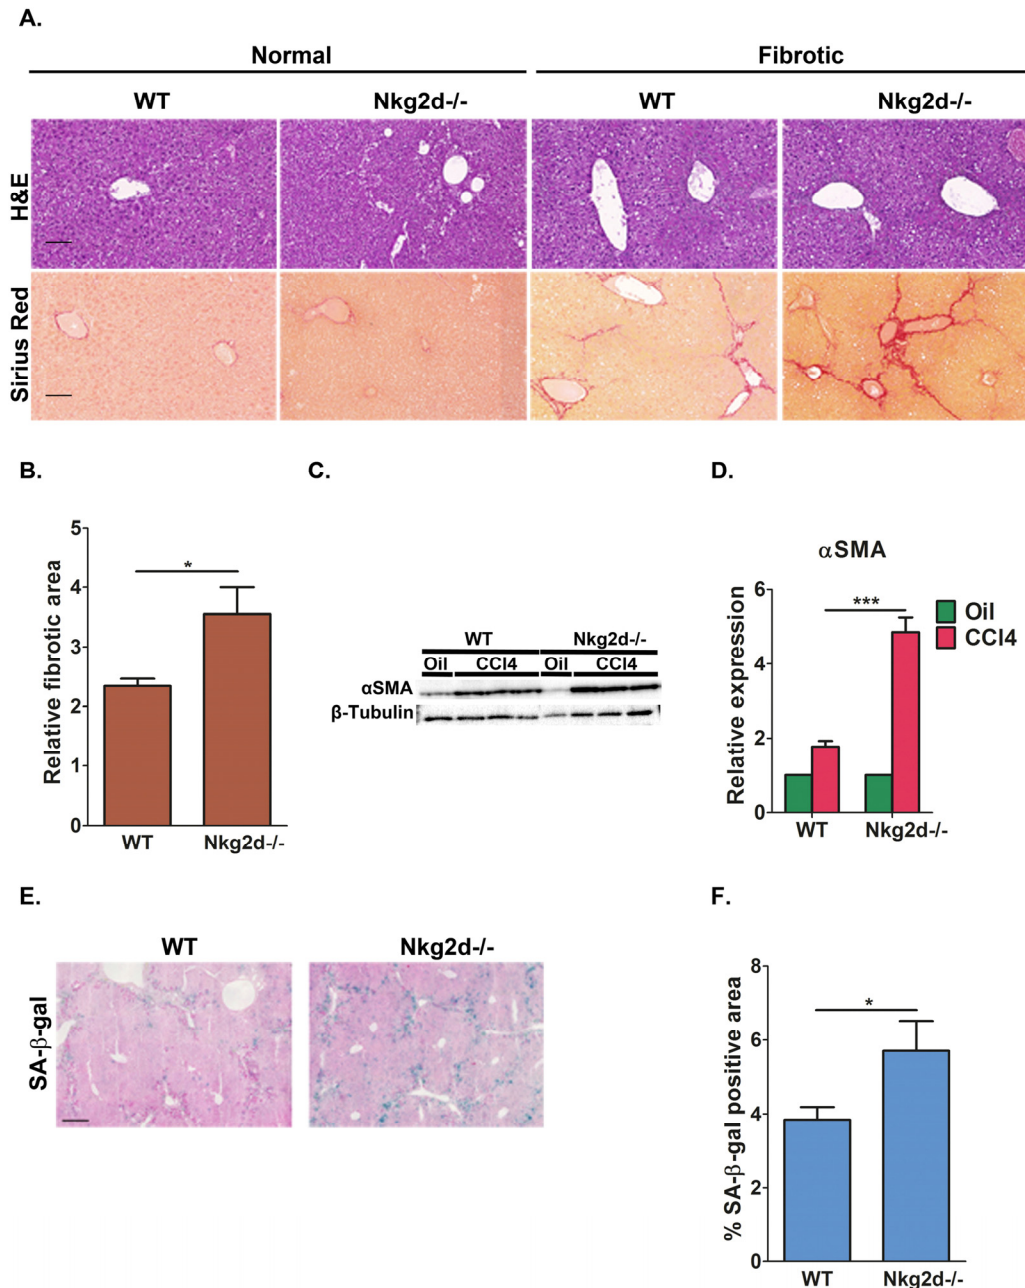 A.
Normal Fibrotic
WT Nkg2d-/- WT Nkg2d-/-
H&E
Sirius Red
B.
5
4
3
2
1
0
Relative fibrotic area
*
WT Nkg2d-/-
C.
WT Nkg2d-/-
Oil CCl4 Oil CCl4
αSMA
β-Tubulin
D.
αSMA
6
4
2
0
Relative expression
***
Oil
CCl4
WT Nkg2d-/-
E.
WT Nkg2d-/-
SA-β-gal
F.
8
6
4
2
0
% SA-β-gal positive area
*
WT Nkg2d-/-